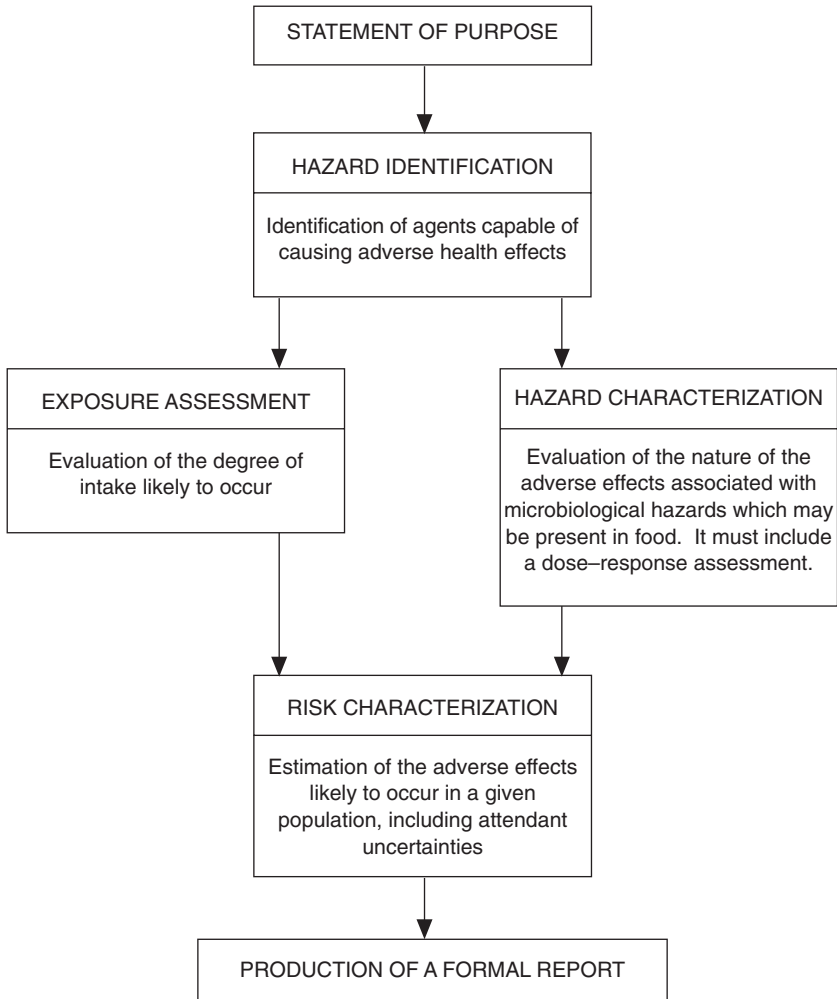 STATEMENT OF PURPOSE
HAZARD IDENTIFICATION
Identification of agents capable of
causing adverse health effects
EXPOSURE ASSESSMENT
Evaluation of the degree of
intake likely to occur
HAZARD CHARACTERIZATION
Evaluation of the nature of the
adverse effects associated with
microbiological hazards which may
be present in food. It must include
a dose–response assessment.
RISK CHARACTERIZATION
Estimation of the adverse effects
likely to occur in a given
population, including attendant
uncertainties
PRODUCTION OF A FORMAL REPORT